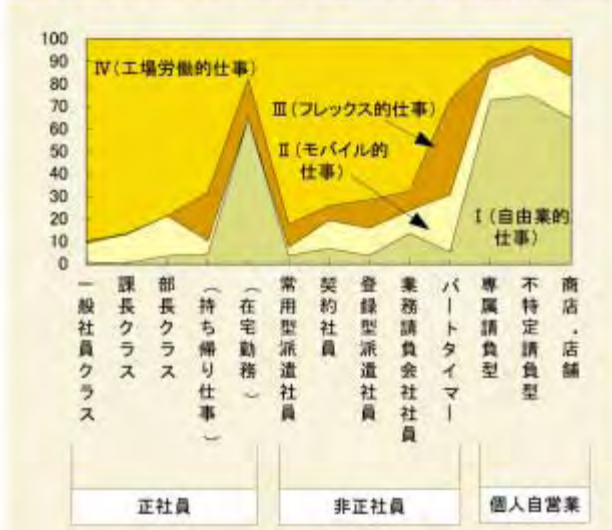 100
90
80
70
60
50
40
30
20
10
0
Ⅳ(工場労働的仕事)
Ⅲ(フレックス的仕事)
Ⅱ(モバイル的
仕事)
Ⅰ(自由業的
仕事)
一般社員クラス
課長クラス
部長クラス
(持ち帰り仕事)
(在宅勤務)
常用型派遣社員
契約社員
登録型派遣社員
業務請負会社社員
パートタイマー
専属請負型
不特定請負型
商店・店舗
正社員
非正社員
個人自営業